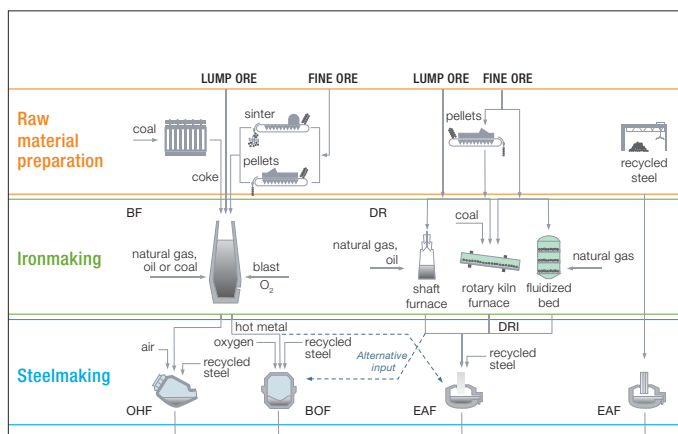 LUMP ORE
FINE ORE
LUMP ORE
FINE ORE
Raw
material
preparation
coal
sinter
pellets
coke
pellets
recycled
steel
Ironmaking
BF
natural gas,
oil or coal
blast
O2
DR
coal
natural gas,
oil
natural gas
shaft
furnace
rotary kiln
furnace
fluidized
bed
Steelmaking
hot metal
DRI
air
oxygen
recycled
steel
recycled
steel
Alternative
input
recycled
steel
OHF
BOF
EAF
EAF